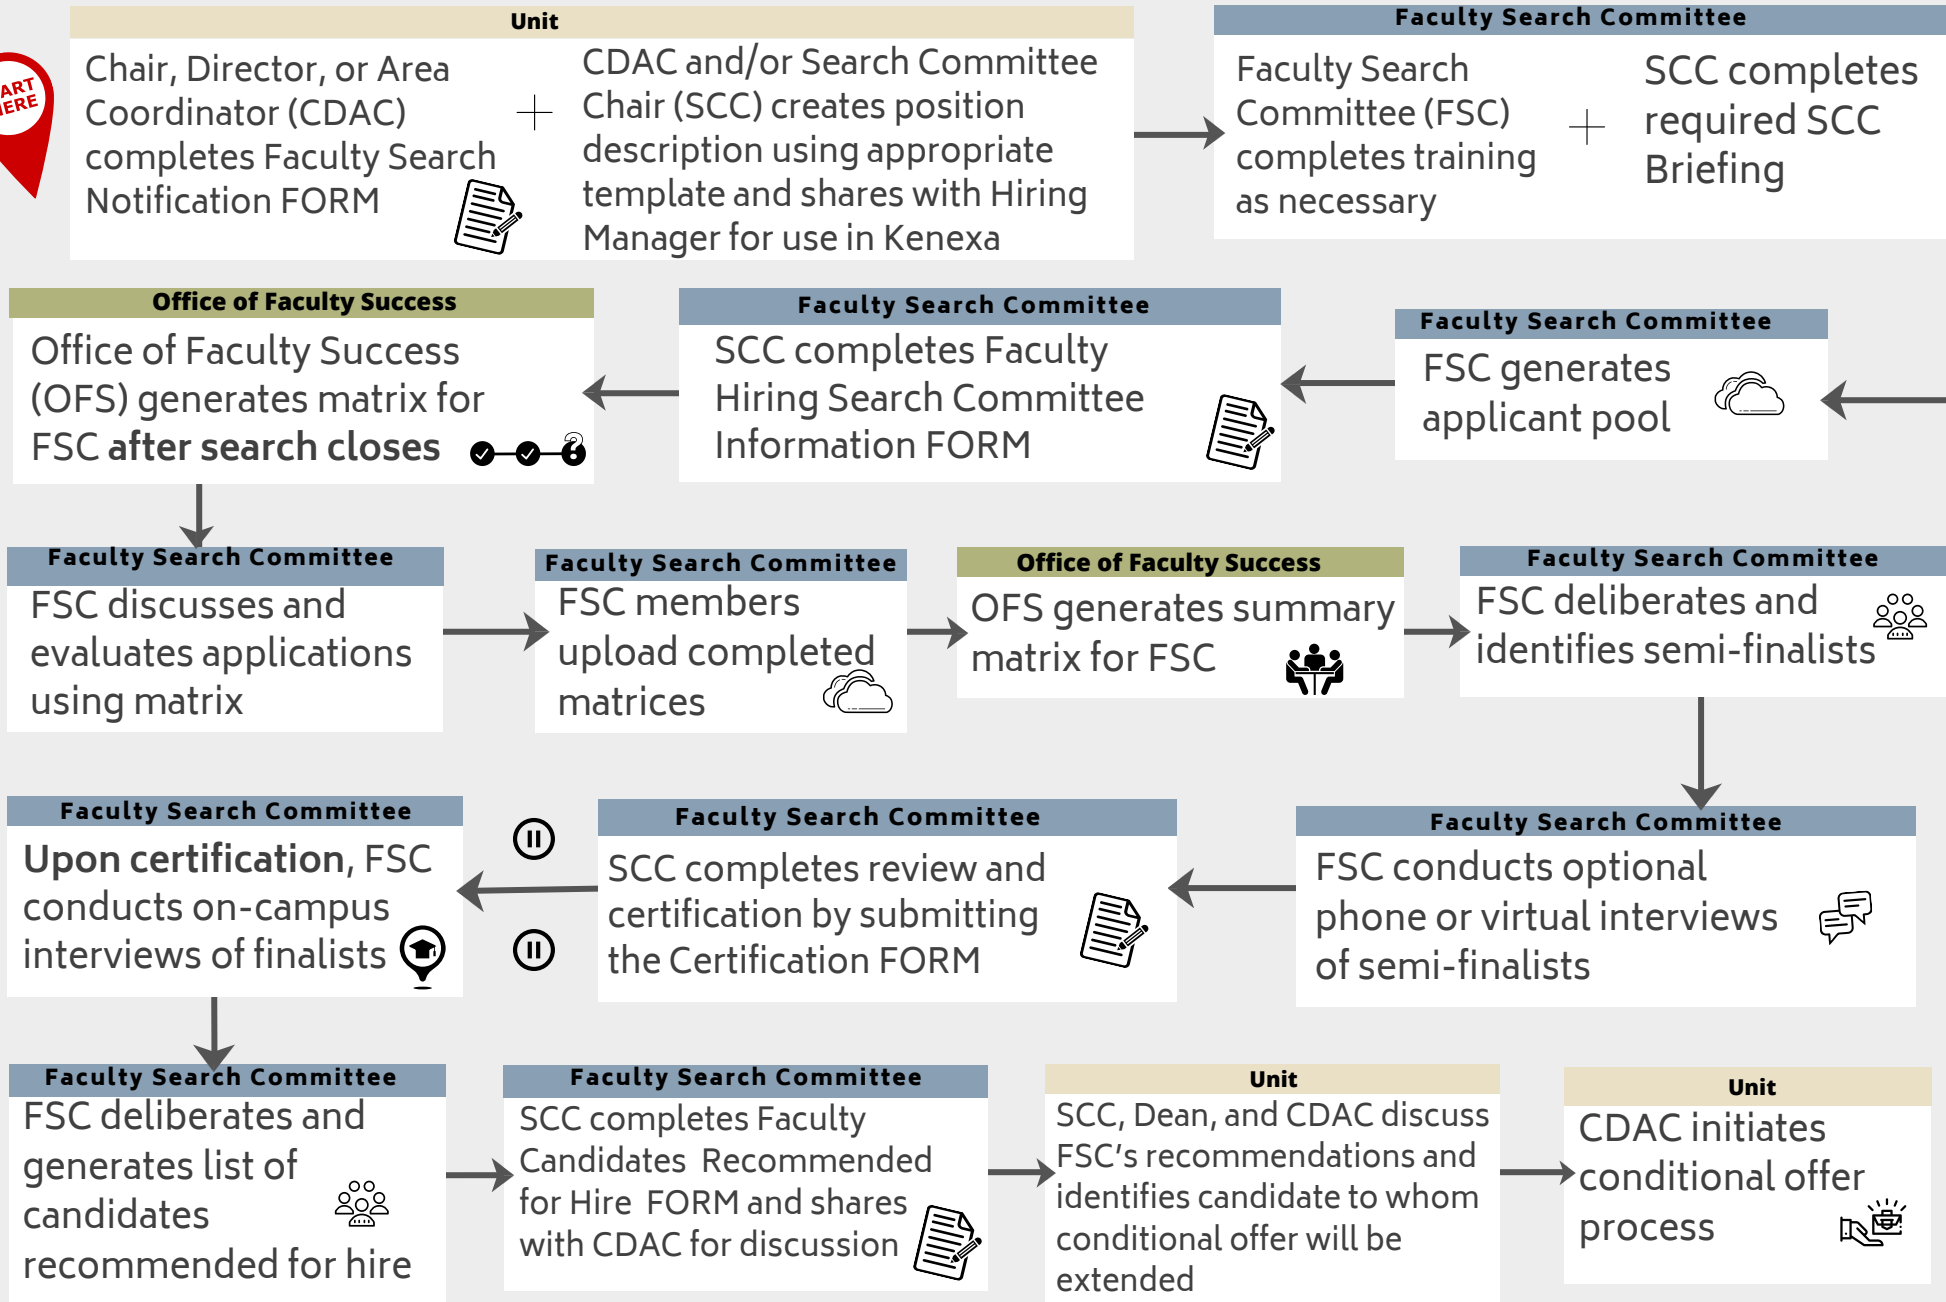 Unit
Chair, Director, or Area
Coordinator (CDAC)
completes Faculty Search
Notification FORM
CDAC and/or Search Committee
Chair (SCC) creates position
description using appropriate
template and shares with Hiring
Manager for use in Kenexa
Faculty Search Committee
Faculty Search
Committee (FSC)
completes training
as necessary
SCC completes
required SCC
Briefing
Faculty Search Committee
FSC generates
applicant pool
Faculty Search Committee
SCC completes Faculty
Hiring Search Committee
Information FORM
Office of Faculty Success
Office of Faculty Success
(OFS) generates matrix for
FSC after search closes
Faculty Search Committee
FSC discusses and
evaluates applications
using matrix
Faculty Search Committee
FSC members
upload completed
matrices
Office of Faculty Success
OFS generates summary
matrix for FSC
Faculty Search Committee
FSC deliberates and
identifies semi-finalists
Faculty Search Committee
FSC conducts optional
phone or virtual interviews
of semi-finalists
Faculty Search Committee
SCC completes review and
certification by submitting
the Certification FORM
Faculty Search Committee
Upon certification, FSC
conducts on-campus
interviews of finalists
Faculty Search Committee
FSC deliberates and
generates list of
candidates
recommended for hire
Faculty Search Committee
SCC completes Faculty
Candidates Recommended
for Hire FORM and shares
with CDAC for discussion
Unit
SCC, Dean, and CDAC discuss
FSC's recommendations and
identifies candidate to whom
conditional offer will be
extended
Unit
CDAC initiates
conditional offer
process